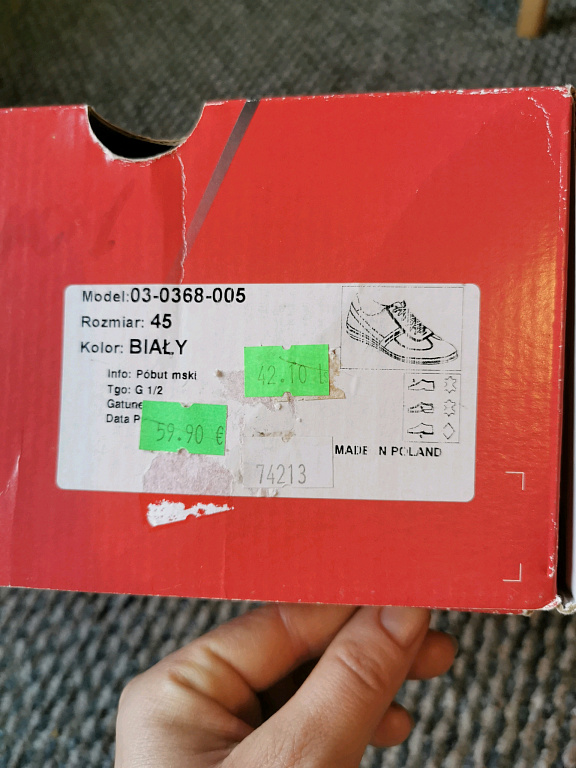 Model:03-0368-005
Rozmiar: 45
Kolor: BIAŁY
Info: Póbut mski
Tgo: G 1/2
Gatun
Data P
42.10 L
59.90 €
74213
MADE N POLAND